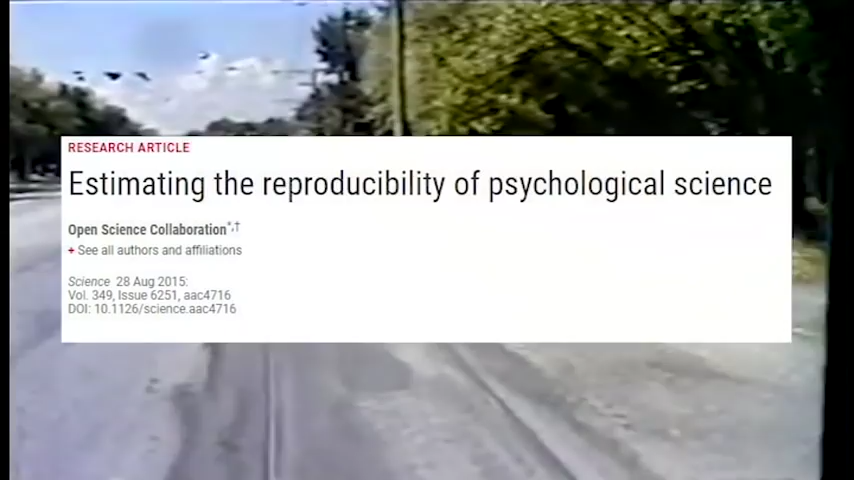 RESEARCH ARTICLE
Estimating the reproducibility of psychological science
Open Science Collaboration*,†
+ See all authors and affiliations
Science 28 Aug 2015:
Vol. 349, Issue 6251, aac4716
DOI: 10.1126/science.aac4716